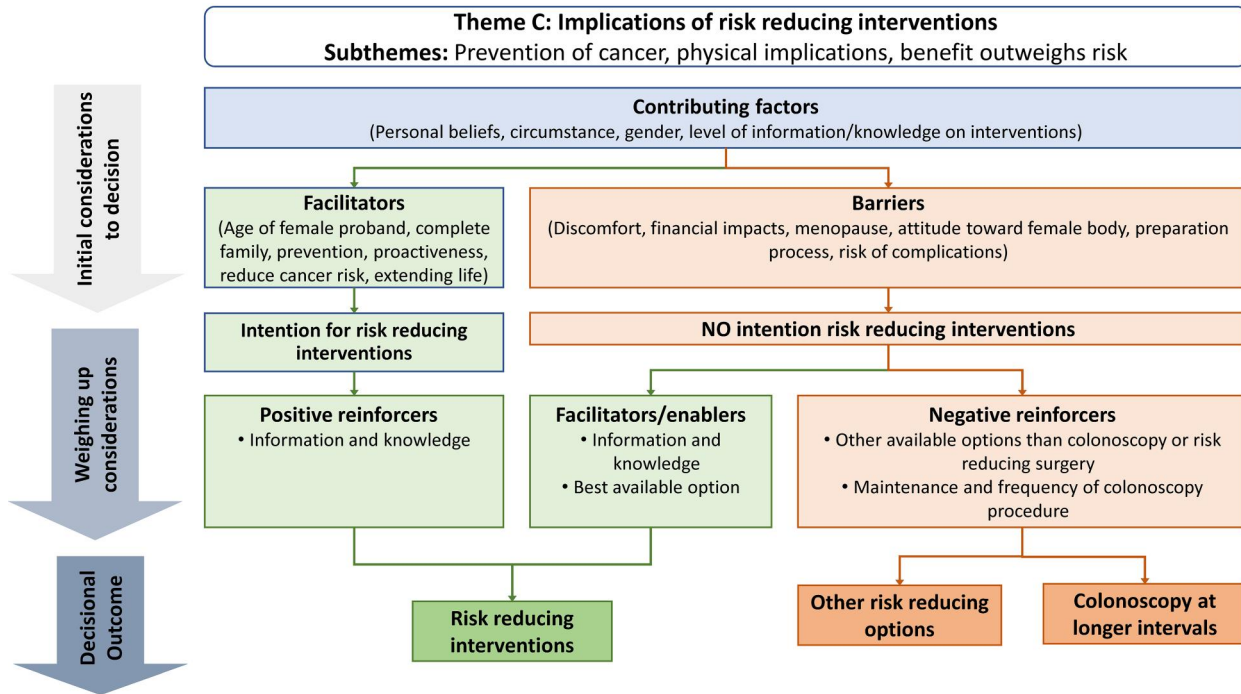 Theme C: Implications of risk reducing interventions
Subthemes: Prevention of cancer, physical implications, benefit outweighs risk
Initial considerations
to decision
Contributing factors
(Personal beliefs, circumstance, gender, level of information/knowledge on interventions)
Facilitators
(Age of female proband, complete
family, prevention, proactiveness,
reduce cancer risk, extending life)
Barriers
(Discomfort, financial impacts, menopause, attitude toward female body, preparation
process, risk of complications)
Weighing up
considerations
Intention for risk reducing
interventions
NO intention risk reducing interventions
Positive reinforcers
• Information and knowledge
Facilitators/enablers
• Information and
knowledge
• Best available option
Negative reinforcers
• Other available options than colonoscopy or risk
reducing surgery
• Maintenance and frequency of colonoscopy
procedure
Decisional
Outcome
Risk reducing
interventions
Other risk reducing
options
Colonoscopy at
longer intervals